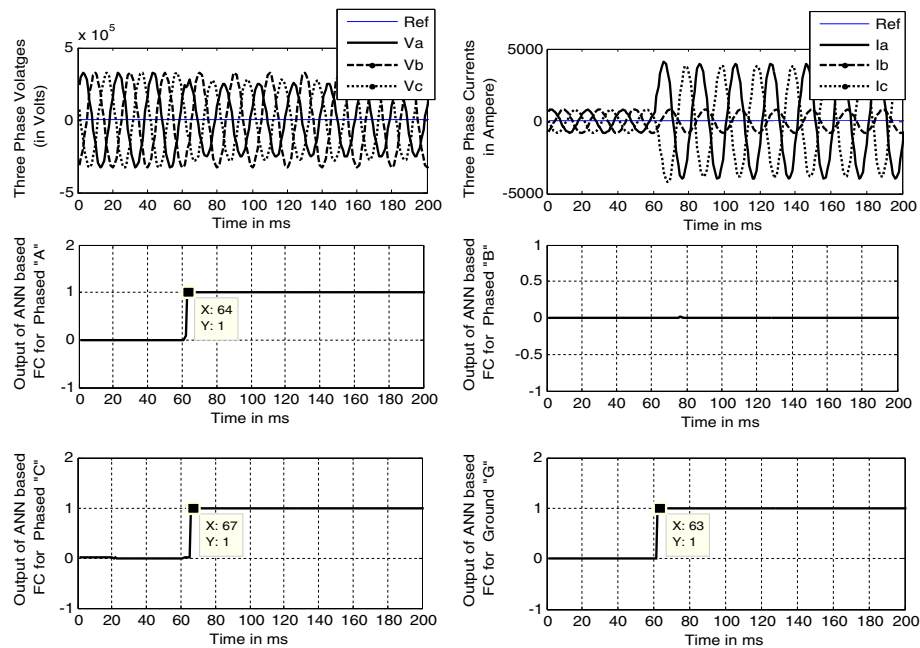 Three Phase Volatges
(in Volts)
× 10^5
5
0
-5
0 20 40 60 80 100 120 140 160 180 200
Time in ms
Ref
Va
Vb
Vc
Three Phase Currents
in Ampere)
5000
0
-5000
0 20 40 60 80 100 120 140 160 180 200
Time in ms
Ref
Ia
Ib
Ic
Output of ANN based
FC for Phased "A"
2
1
0
-1
0 20 40 60 80 100 120 140 160 180 200
Time in ms
X: 64
Y: 1
Output of ANN based
FC for Phased "B"
1
0.5
0
-0.5
-1
0 20 40 60 80 100 120 140 160 180 200
Time in ms
Output of ANN based
FC for Phased "C"
2
1
0
-1
0 20 40 60 80 100 120 140 160 180 200
Time in ms
X: 67
Y: 1
Output of ANN based
FC for Ground "G"
2
1
0
-1
0 20 40 60 80 100 120 140 160 180 200
Time in ms
X: 63
Y: 1